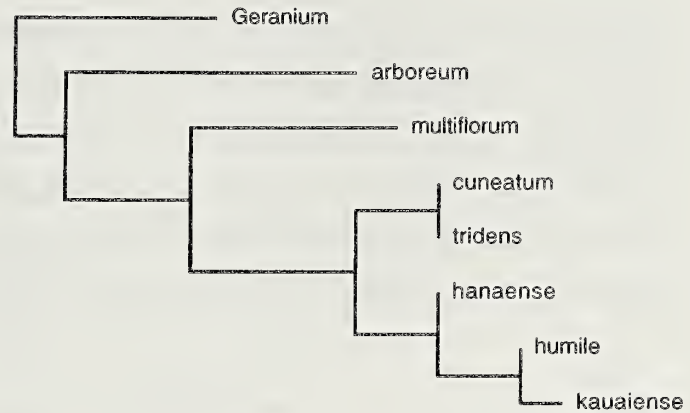 Geranium
arboreum
multiflorum
cuneatum
tridens
hanaense
humile
kauaiense